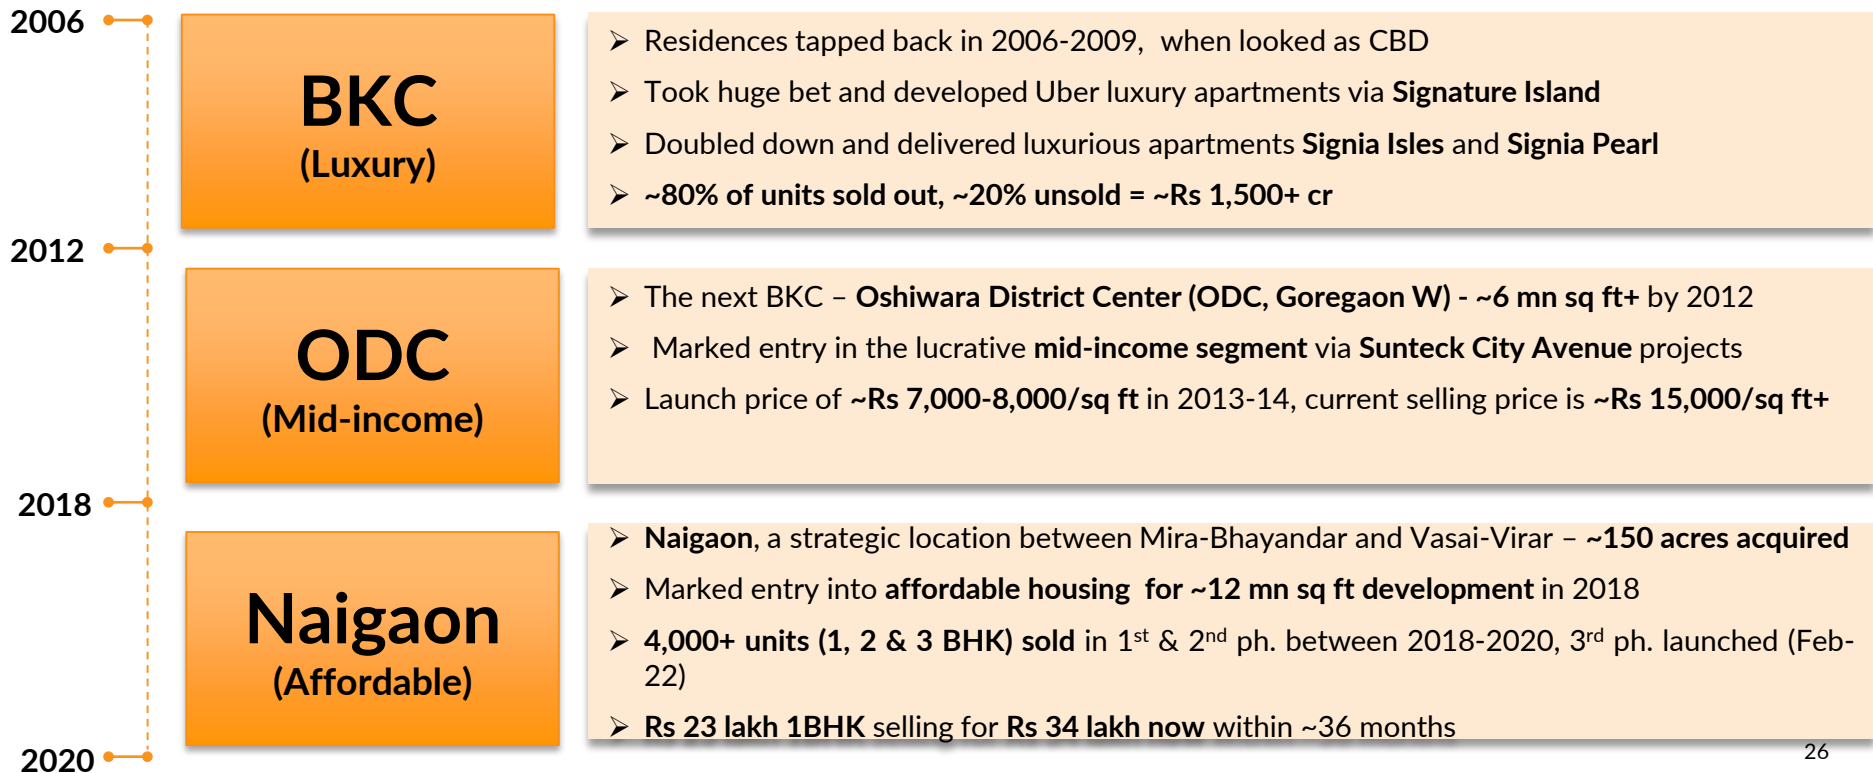 2006
BKC
(Luxury)
➢ Residences tapped back in 2006-2009, when looked as CBD
➢ Took huge bet and developed Uber luxury apartments via Signature Island
➢ Doubled down and delivered luxurious apartments Signia Isles and Signia Pearl
➢ ~80% of units sold out, ~20% unsold = ~Rs 1,500+ cr
2012
ODC
(Mid-income)
➢ The next BKC – Oshiwara District Center (ODC, Goregaon W) - ~6 mn sq ft+ by 2012
➢ Marked entry in the lucrative mid-income segment via Sunteck City Avenue projects
➢ Launch price of ~Rs 7,000-8,000/sq ft in 2013-14, current selling price is ~Rs 15,000/sq ft+
2018
Naigaon
(Affordable)
➢ Naigaon, a strategic location between Mira-Bhayandar and Vasai-Virar – ~150 acres acquired
➢ Marked entry into affordable housing for ~12 mn sq ft development in 2018
➢ 4,000+ units (1, 2 & 3 BHK) sold in 1st & 2nd ph. between 2018-2020, 3rd ph. launched (Feb-
22)
➢ Rs 23 lakh 1BHK selling for Rs 34 lakh now within ~36 months
2020
26